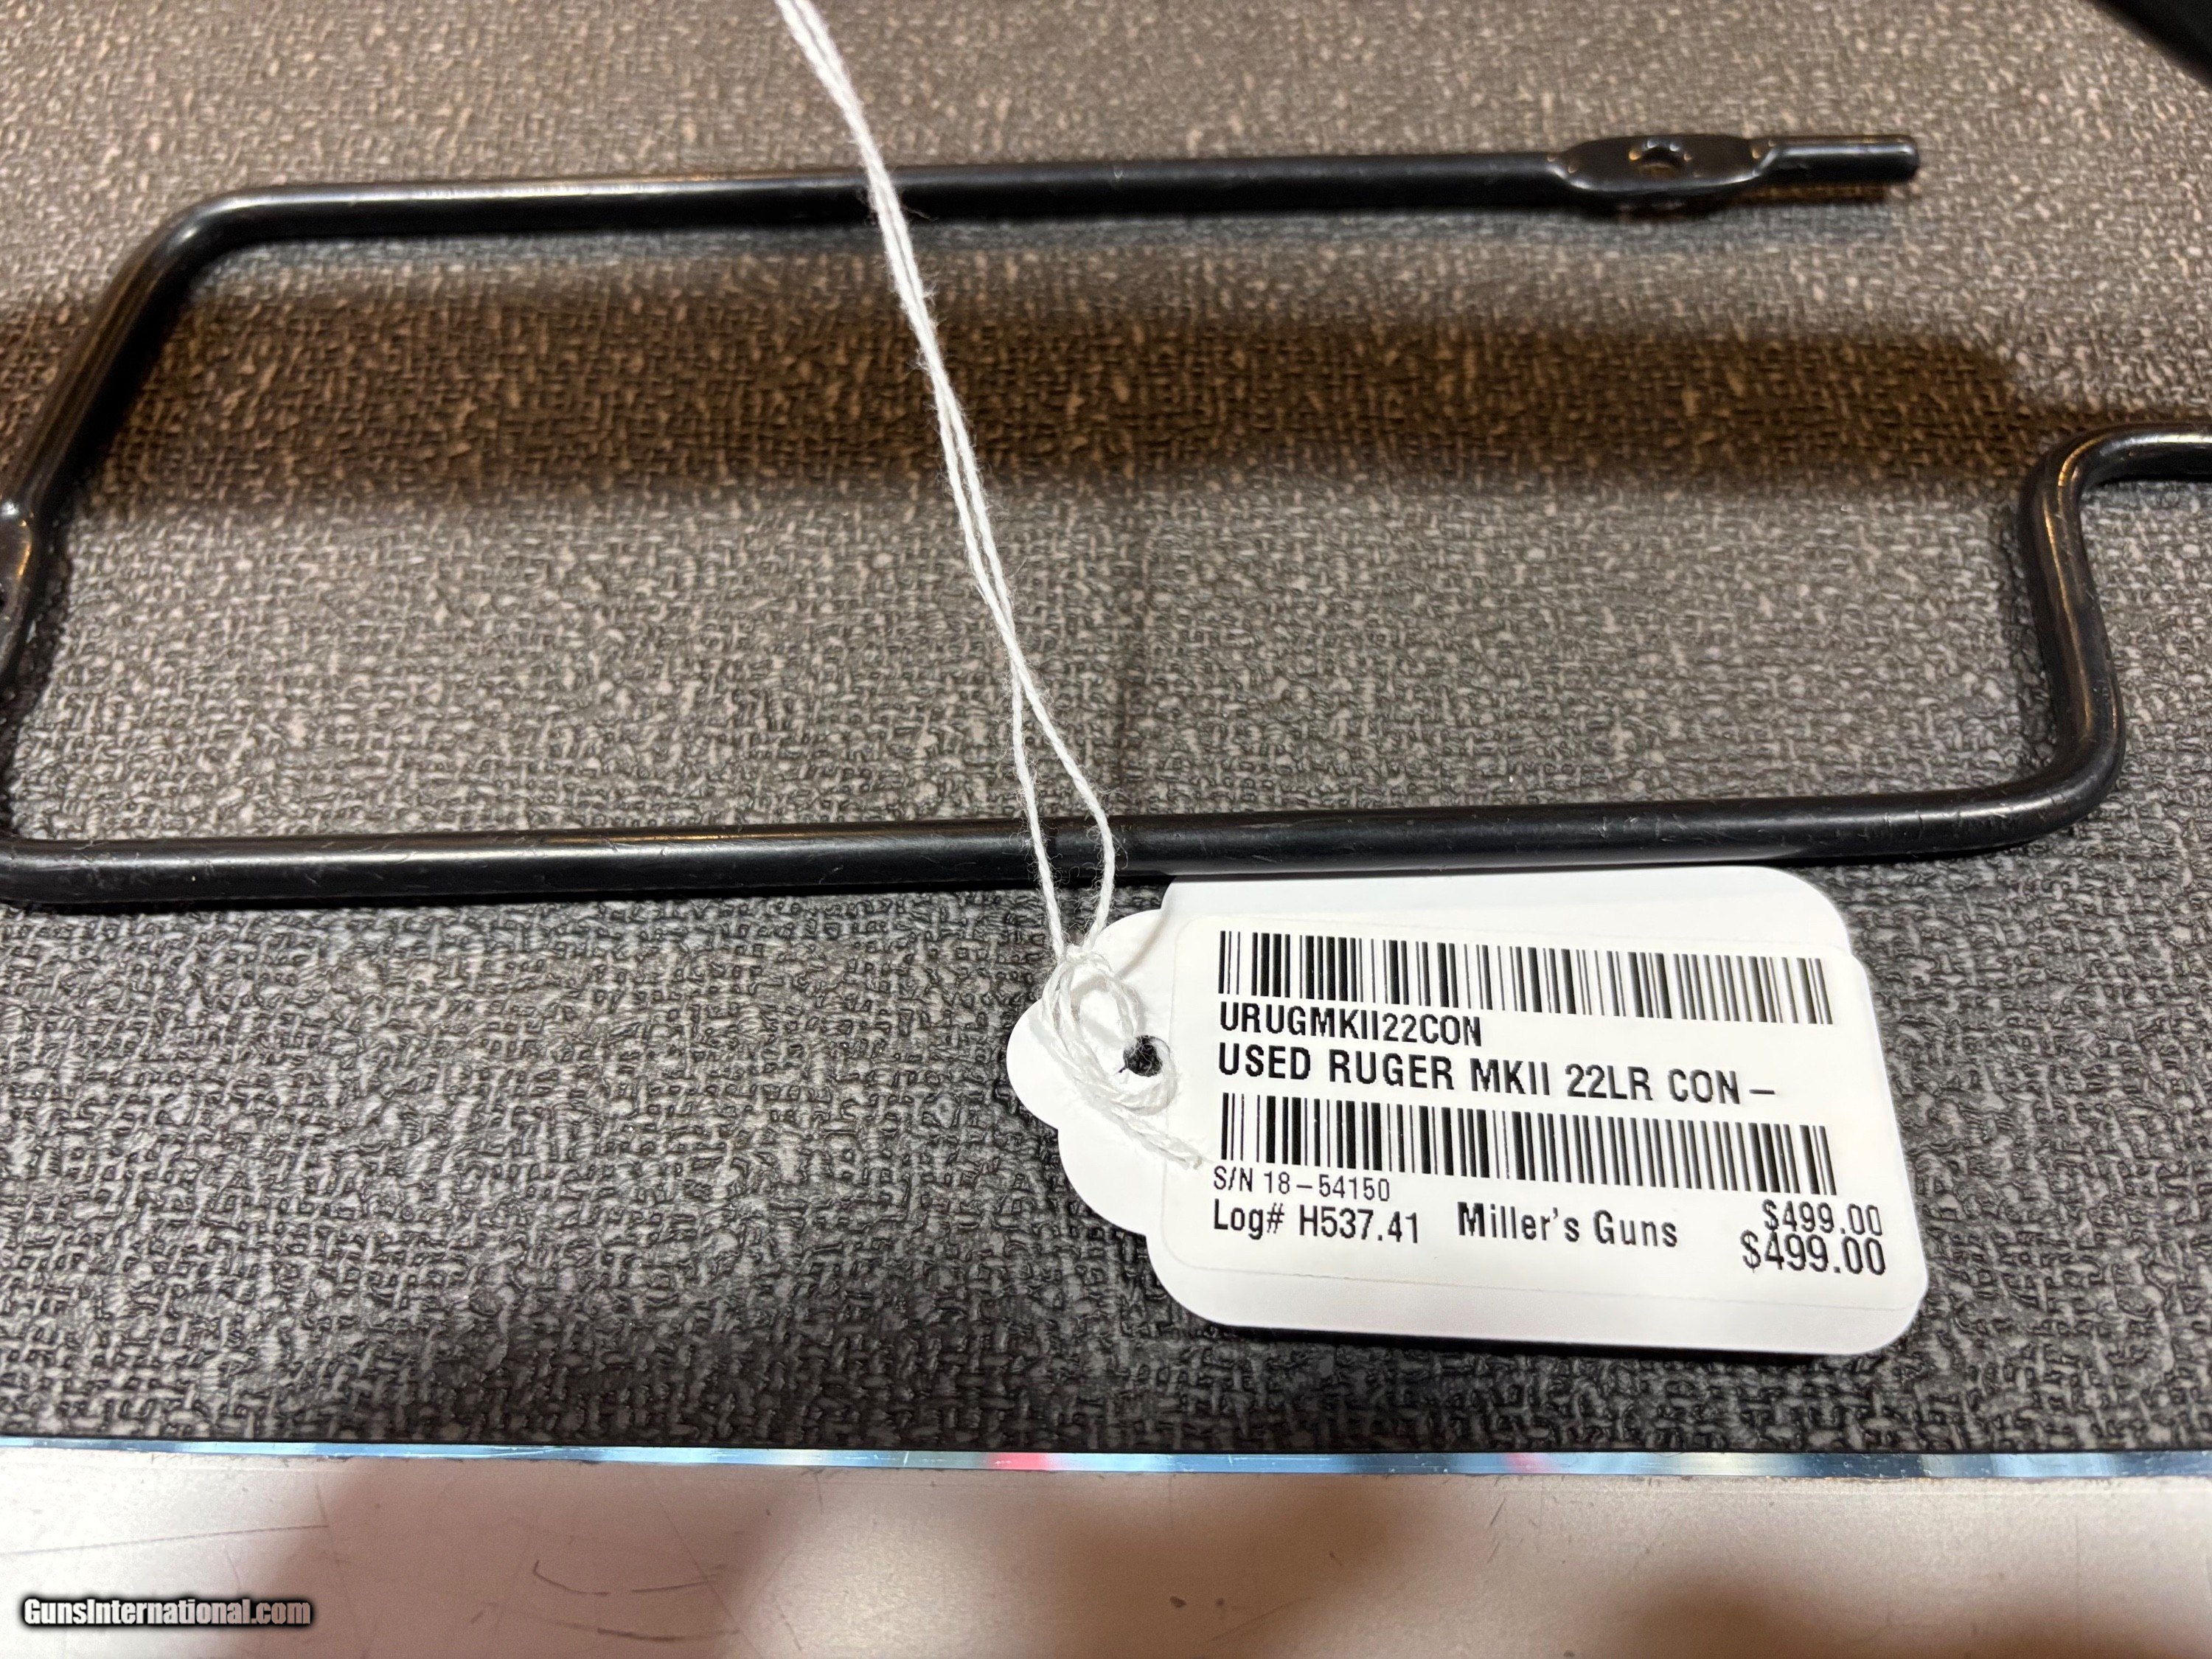 URUGMKII22CON
USED RUGER MKII 22LR CON-
S/N 18-54150
Log# H537.41 Miller's Guns $499.00
$499.00
GunsInternational.com